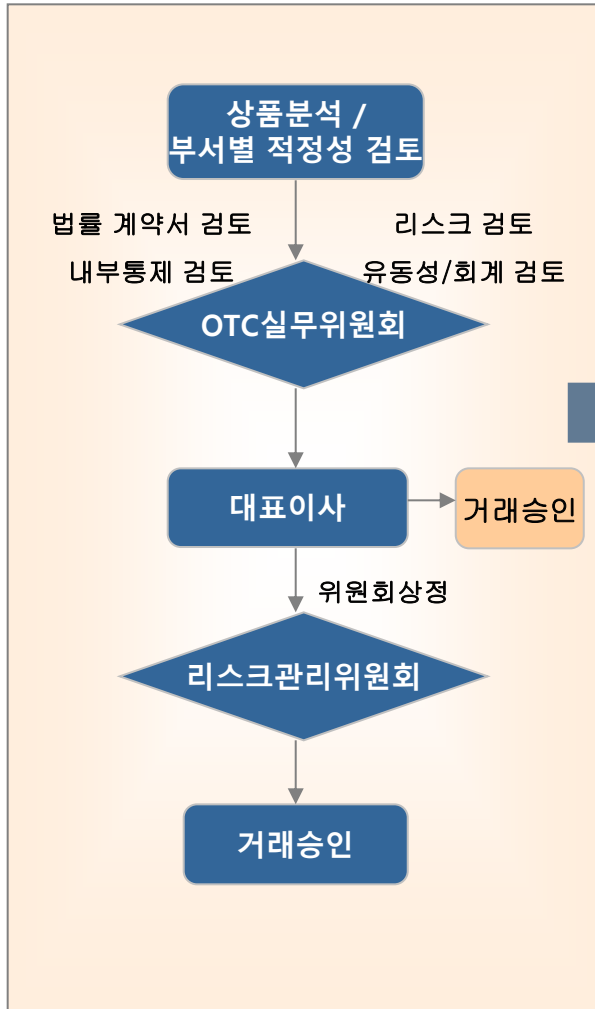 상품분석 /
부서별 적정성 검토
법률 계약서 검토
리스크 검토
내부통제 검토
유동성/회계 검토
OTC실무위원회
대표이사
거래승인
위원회상정
리스크관리위원회
거래승인